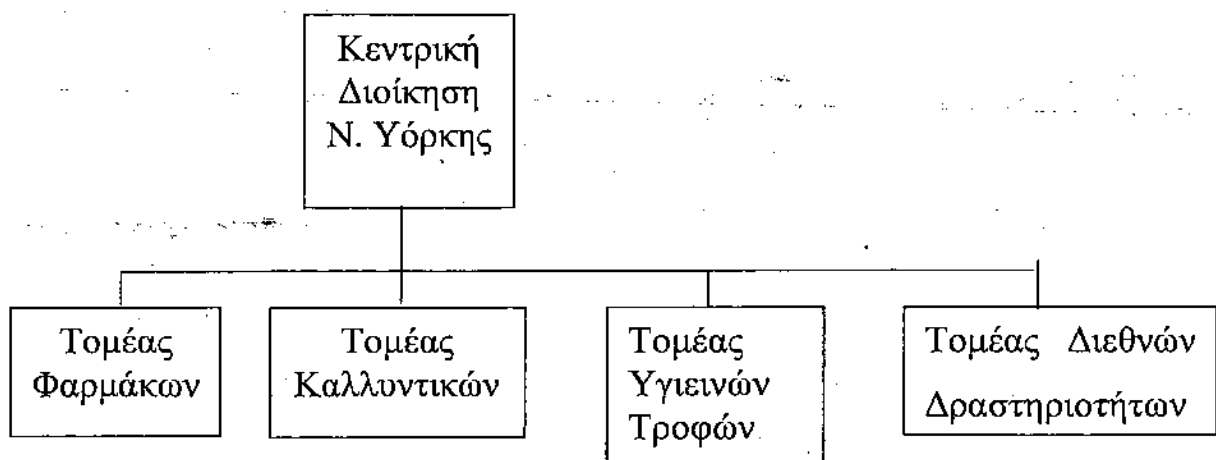 Κεντρική
Διοίκηση
Ν. Υόρκης
Τομέας
Φαρμάκων
Τομέας
Καλλυντικών
Τομέας
Υγιεινών
Τροφών
Τομέας Διεθνών
Δραστηριοτήτων